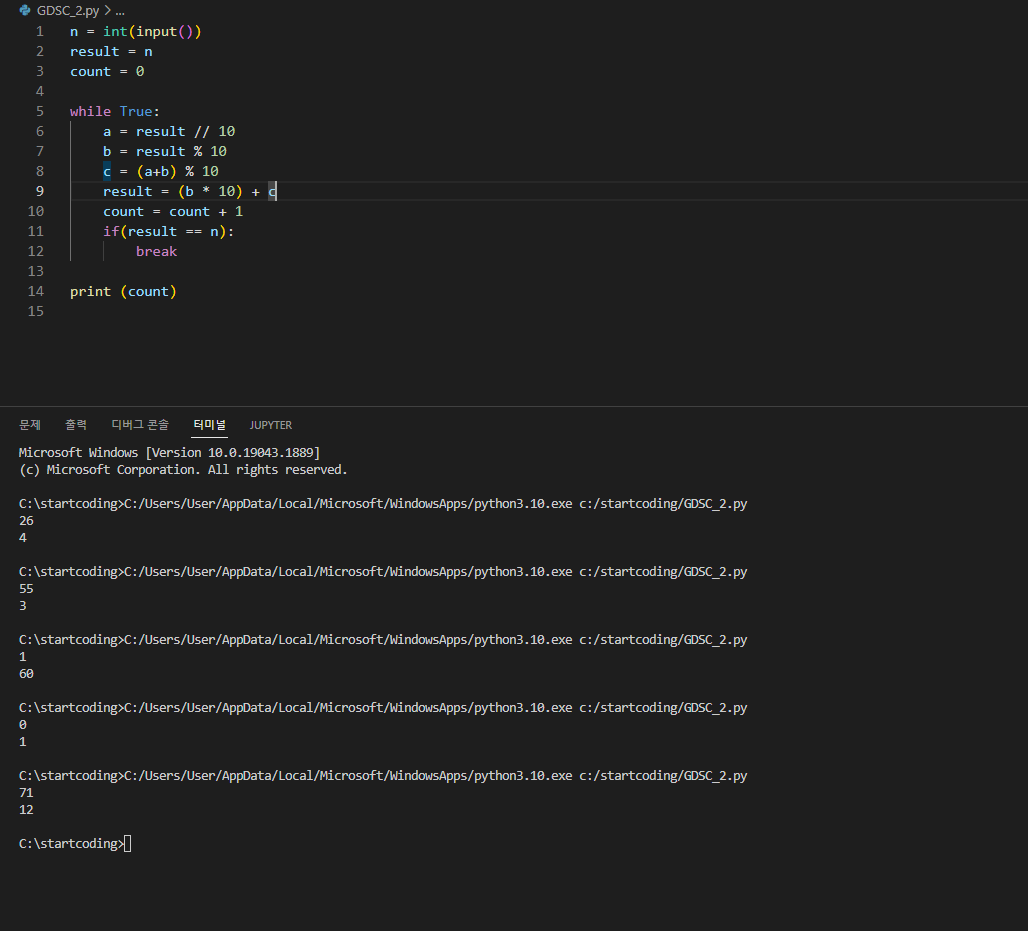 GDSC_2.py > ...
1 n = int(input())
2 result = n
3 count = 0
4
5 while True:
6     a = result // 10
7     b = result % 10
8     c = (a+b) % 10
9     result = (b * 10) + c
10     count = count + 1
11     if(result == n):
12         break
13
14 print (count)
15
문제 출력 디버그 콘솔 터미널 JUPYTER
Microsoft Windows [Version 10.0.19043.1889]
(c) Microsoft Corporation. All rights reserved.
C:\startcoding>C:/Users/User/AppData/Local/Microsoft/WindowsApps/python3.10.exe c:/startcoding/GDSC_2.py
26
4
C:\startcoding>C:/Users/User/AppData/Local/Microsoft/WindowsApps/python3.10.exe c:/startcoding/GDSC_2.py
55
3
C:\startcoding>C:/Users/User/AppData/Local/Microsoft/WindowsApps/python3.10.exe c:/startcoding/GDSC_2.py
1
60
C:\startcoding>C:/Users/User/AppData/Local/Microsoft/WindowsApps/python3.10.exe c:/startcoding/GDSC_2.py
0
1
C:\startcoding>C:/Users/User/AppData/Local/Microsoft/WindowsApps/python3.10.exe c:/startcoding/GDSC_2.py
71
12
C:\startcoding>